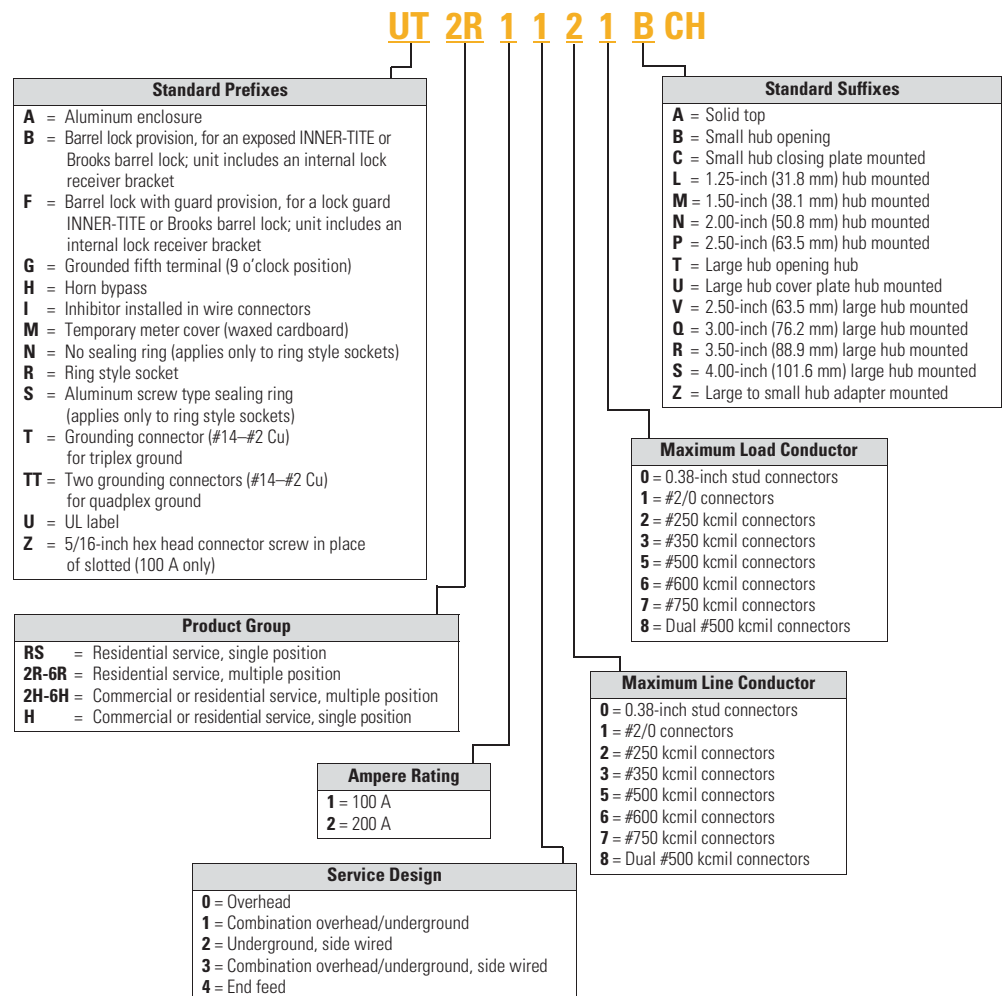 UT 2R 1 1 2 1 B CH
Standard Prefixes
A = Aluminum enclosure
B = Barrel lock provision, for an exposed INNER-TITE or
Brooks barrel lock; unit includes an internal lock
receiver bracket
F = Barrel lock with guard provision, for a lock guard
INNER-TITE or Brooks barrel lock; unit includes an
internal lock receiver bracket
G = Grounded fifth terminal (9 o'clock position)
H = Horn bypass
I = Inhibitor installed in wire connectors
M = Temporary meter cover (waxed cardboard)
N = No sealing ring (applies only to ring style sockets)
R = Ring style socket
S = Aluminum screw type sealing ring
(applies only to ring style sockets)
T = Grounding connector (#14–#2 Cu)
for triplex ground
TT = Two grounding connectors (#14–#2 Cu)
for quadplex ground
U = UL label
Z = 5/16-inch hex head connector screw in place
of slotted (100 A only)
Standard Suffixes
A = Solid top
B = Small hub opening
C = Small hub closing plate mounted
L = 1.25-inch (31.8 mm) hub mounted
M = 1.50-inch (38.1 mm) hub mounted
N = 2.00-inch (50.8 mm) hub mounted
P = 2.50-inch (63.5 mm) hub mounted
T = Large hub opening hub
U = Large hub cover plate hub mounted
V = 2.50-inch (63.5 mm) large hub mounted
Q = 3.00-inch (76.2 mm) large hub mounted
R = 3.50-inch (88.9 mm) large hub mounted
S = 4.00-inch (101.6 mm) large hub mounted
Z = Large to small hub adapter mounted
Maximum Load Conductor
0 = 0.38-inch stud connectors
1 = #2/0 connectors
2 = #250 kcmil connectors
3 = #350 kcmil connectors
5 = #500 kcmil connectors
6 = #600 kcmil connectors
7 = #750 kcmil connectors
8 = Dual #500 kcmil connectors
Product Group
RS = Residential service, single position
2R-6R = Residential service, multiple position
2H-6H = Commercial or residential service, multiple position
H = Commercial or residential service, single position
Maximum Line Conductor
0 = 0.38-inch stud connectors
1 = #2/0 connectors
2 = #250 kcmil connectors
3 = #350 kcmil connectors
5 = #500 kcmil connectors
6 = #600 kcmil connectors
7 = #750 kcmil connectors
8 = Dual #500 kcmil connectors
Ampere Rating
1 = 100 A
2 = 200 A
Service Design
0 = Overhead
1 = Combination overhead/underground
2 = Underground, side wired
3 = Combination overhead/underground, side wired
4 = End feed